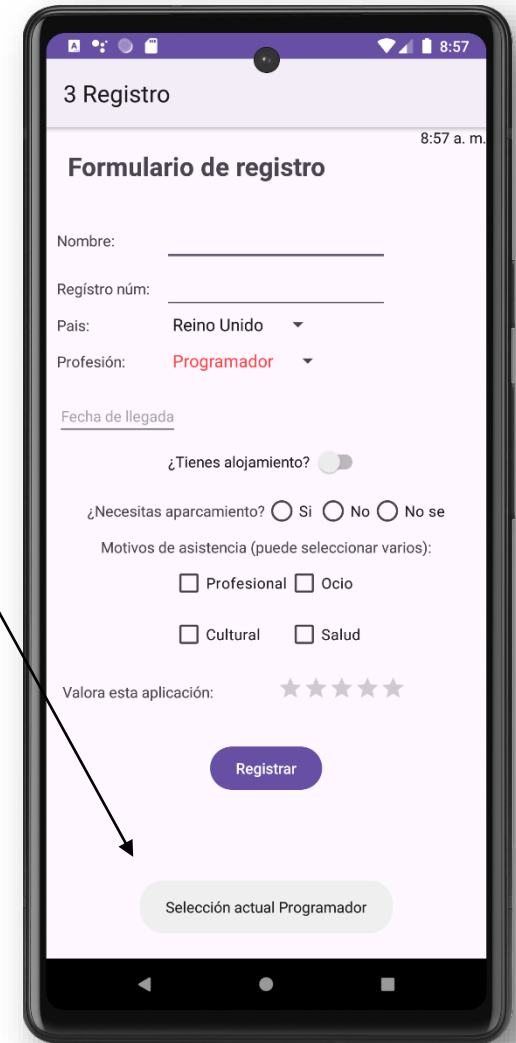 8:57
3 Registro
8:57 a. m.
Formulario de registro
Nombre:
Regístro núm:
Pais: Reino Unido
Profesión: Programador
Fecha de llegada
¿Tienes alojamiento?
¿Necesitas aparcamiento? Si No No se
Motivos de asistencia (puede seleccionar varios):
Profesional Ocio
Cultural Salud
Valora esta aplicación:
Registrar
Selección actual Programador